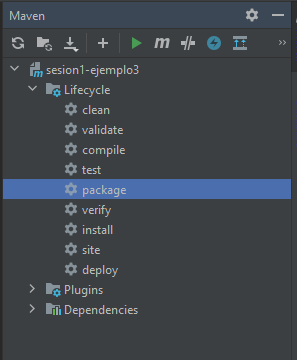 Maven
sesion1-ejemplo3
Lifecycle
clean
validate
compile
test
package
verify
install
site
deploy
Plugins
Dependencies